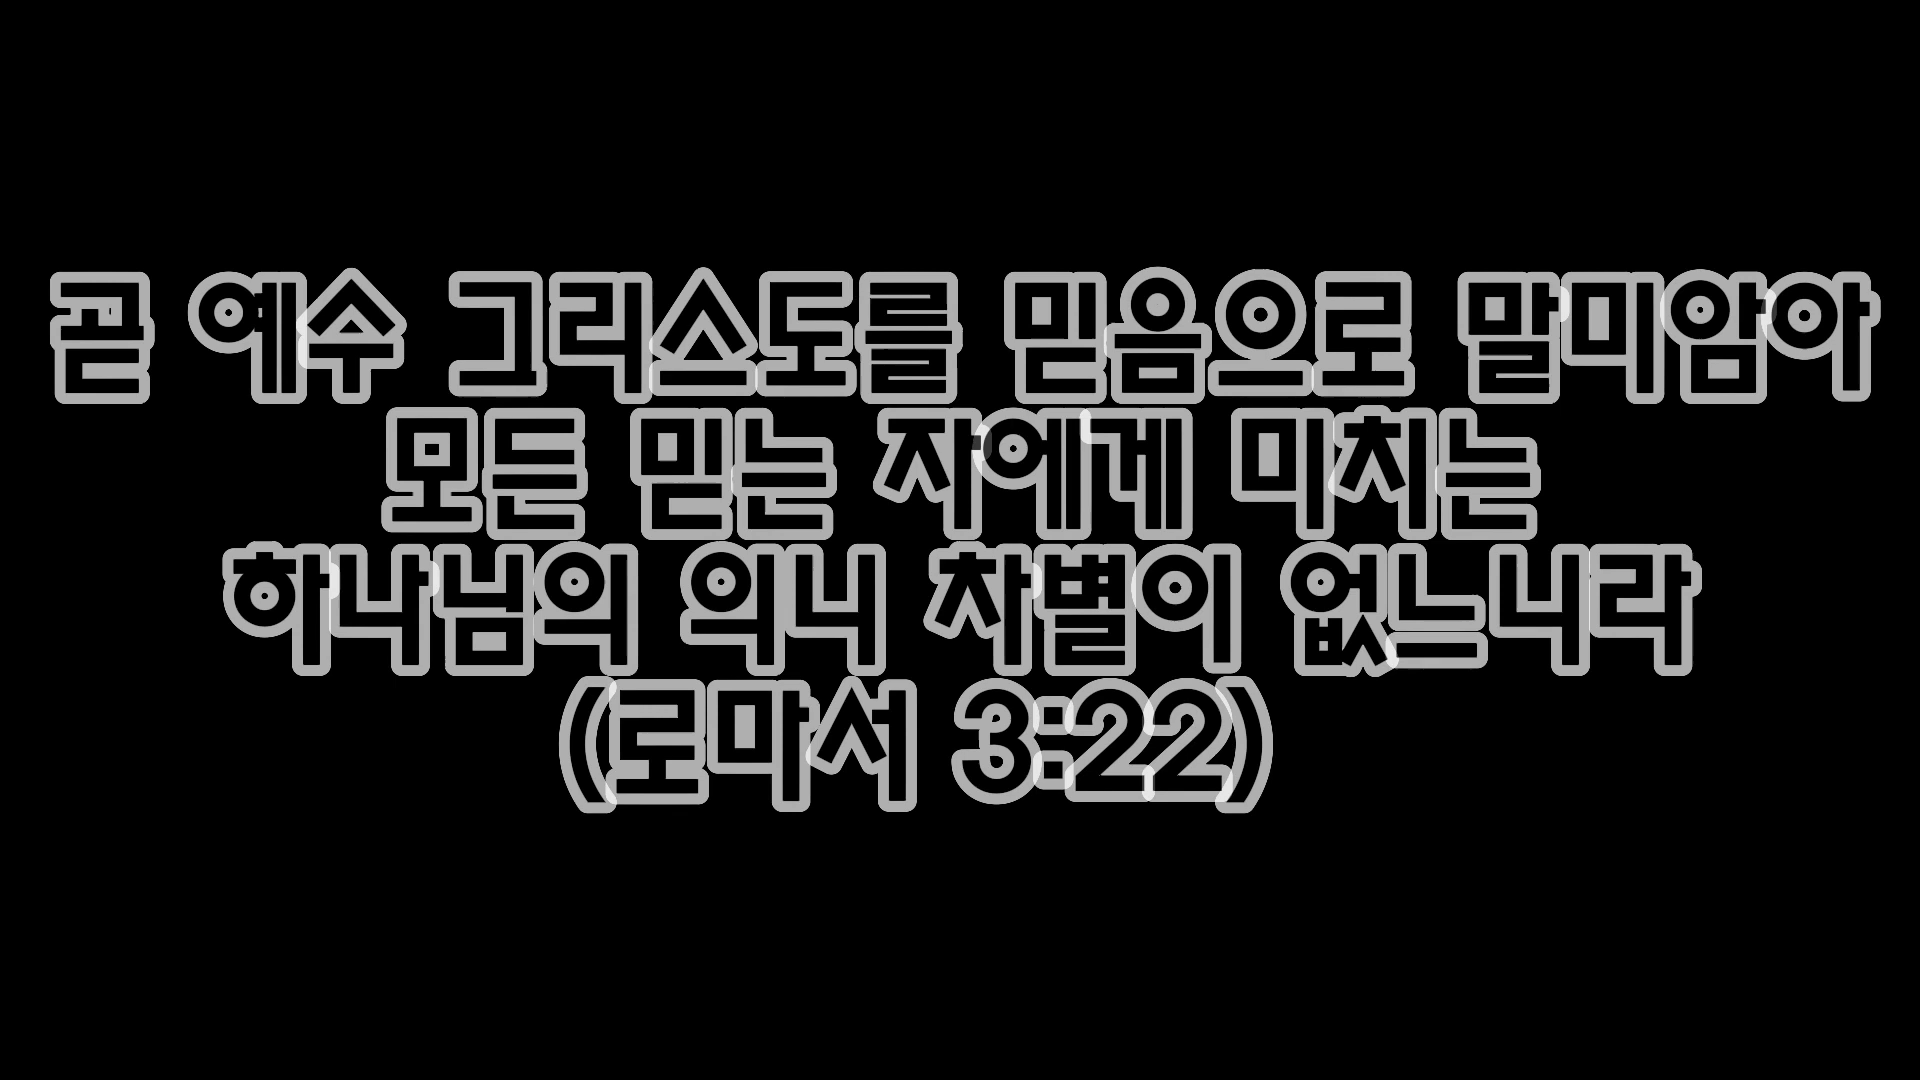 곧 예수 그리스도를 믿음으로 말미암아
모든 믿는 자에게 미치는
하나님의 의니 차별이 없느니라
(로마서 3:22)